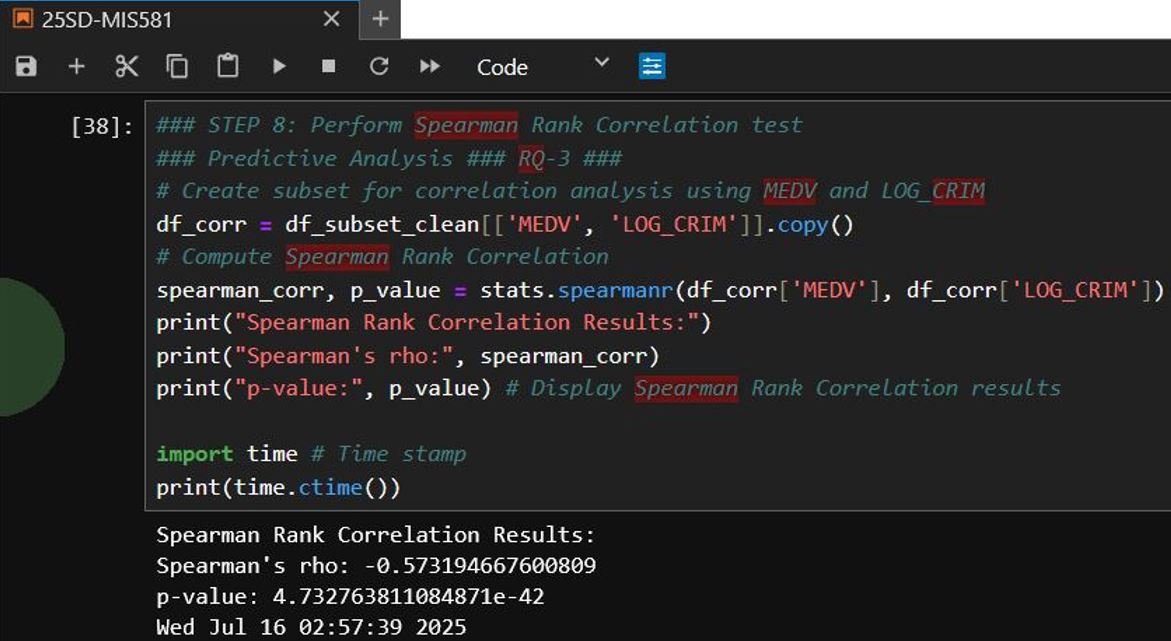 25SD-MIS581
Code
[38]:
### STEP 8: Perform Spearman Rank Correlation test
### Predictive Analysis ### RQ-3 ###
# Create subset for correlation analysis using MEDV and LOG_CRIM
df_corr = df_subset_clean[['MEDV', 'LOG_CRIM']].copy()
# Compute Spearman Rank Correlation
spearman_corr, p_value = stats.spearmanr(df_corr['MEDV'], df_corr['LOG_CRIM'])
print("Spearman Rank Correlation Results:")
print("Spearman's rho:", spearman_corr)
print("p-value:", p_value) # Display Spearman Rank Correlation results
import time # Time stamp
print(time.ctime())
Spearman Rank Correlation Results:
Spearman's rho: -0.573194667600809
p-value: 4.732763811084871e-42
Wed Jul 16 02:57:39 2025